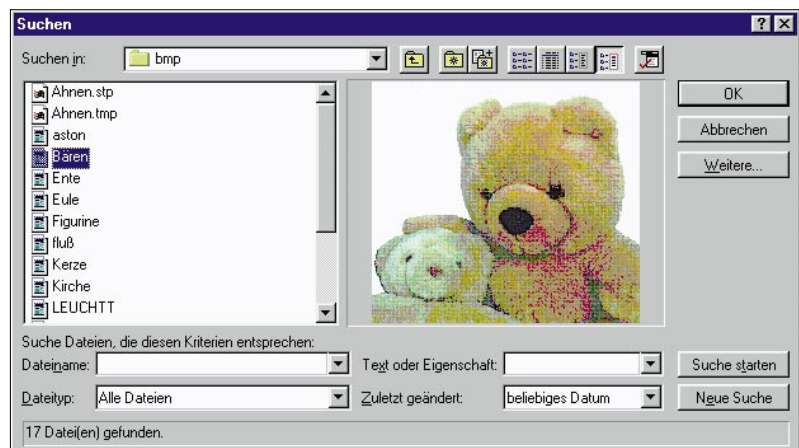 Suchen
Suchen in: bmp
Ahnen.stp
Ahnen.tmp
aston
Bären
Ente
Eule
Figurine
fluß
Kerze
Kirche
LEUCHTT
OK
Abbrechen
Weitere...
Suche Dateien, die diesen Kriterien entsprechen:
Dateiname: Text oder Eigenschaft: Suche starten
Dateityp: Alle Dateien Zuletzt geändert: beliebiges Datum Neue Suche
17 Datei(en) gefunden.